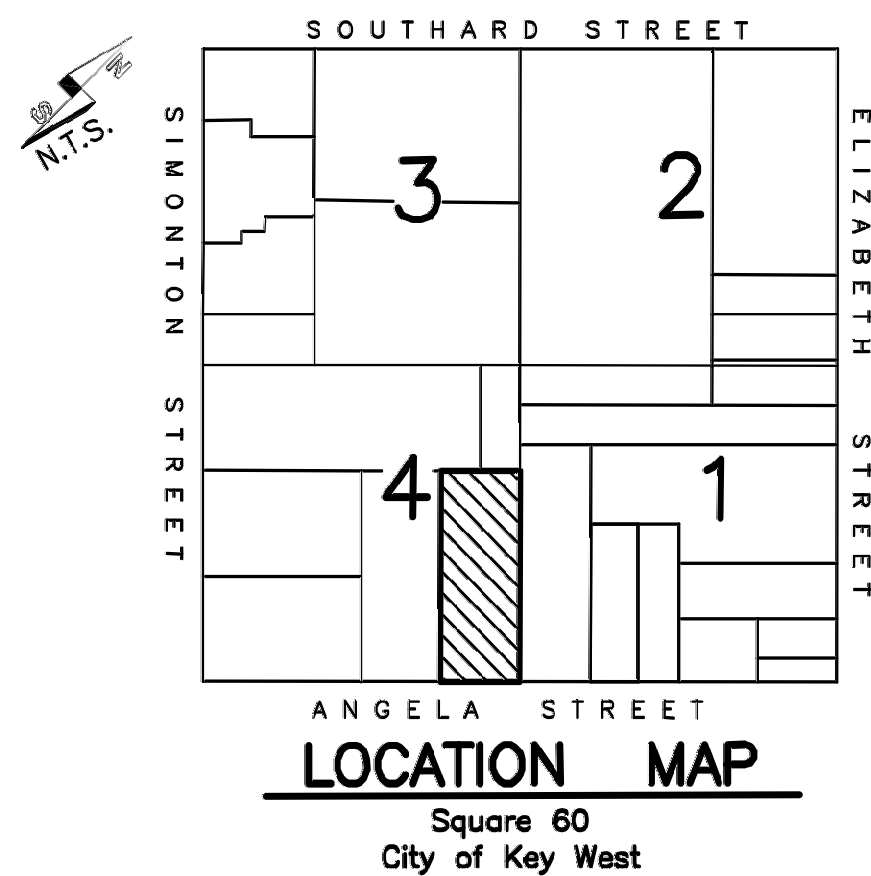 SOUTHARD STREET
N
S
N.T.S.
SIMONTON STREET
ELIZABETH STREET
3
2
4
1
ANGELA STREET
LOCATION MAP
Square 60
City of Key West